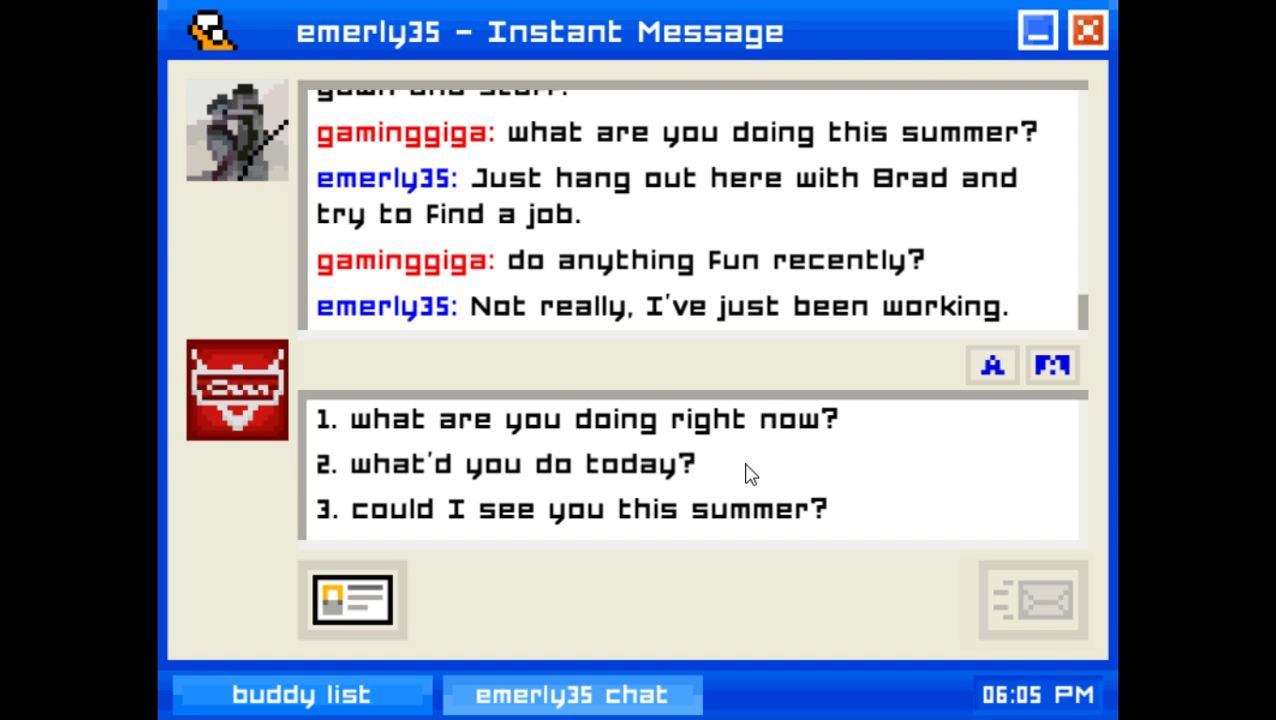 emerly35 - Instant Message
gown and stuff.
gaminggiga: what are you doing this summer?
emerly35: Just hang out here with Brad and
try to find a job.
gaminggiga: do anything fun recently?
emerly35: Not really, I've just been working.
A
1. what are you doing right now?
2. what'd you do today?
3. could I see you this summer?
buddy list
emerly35 chat
06:05 PM